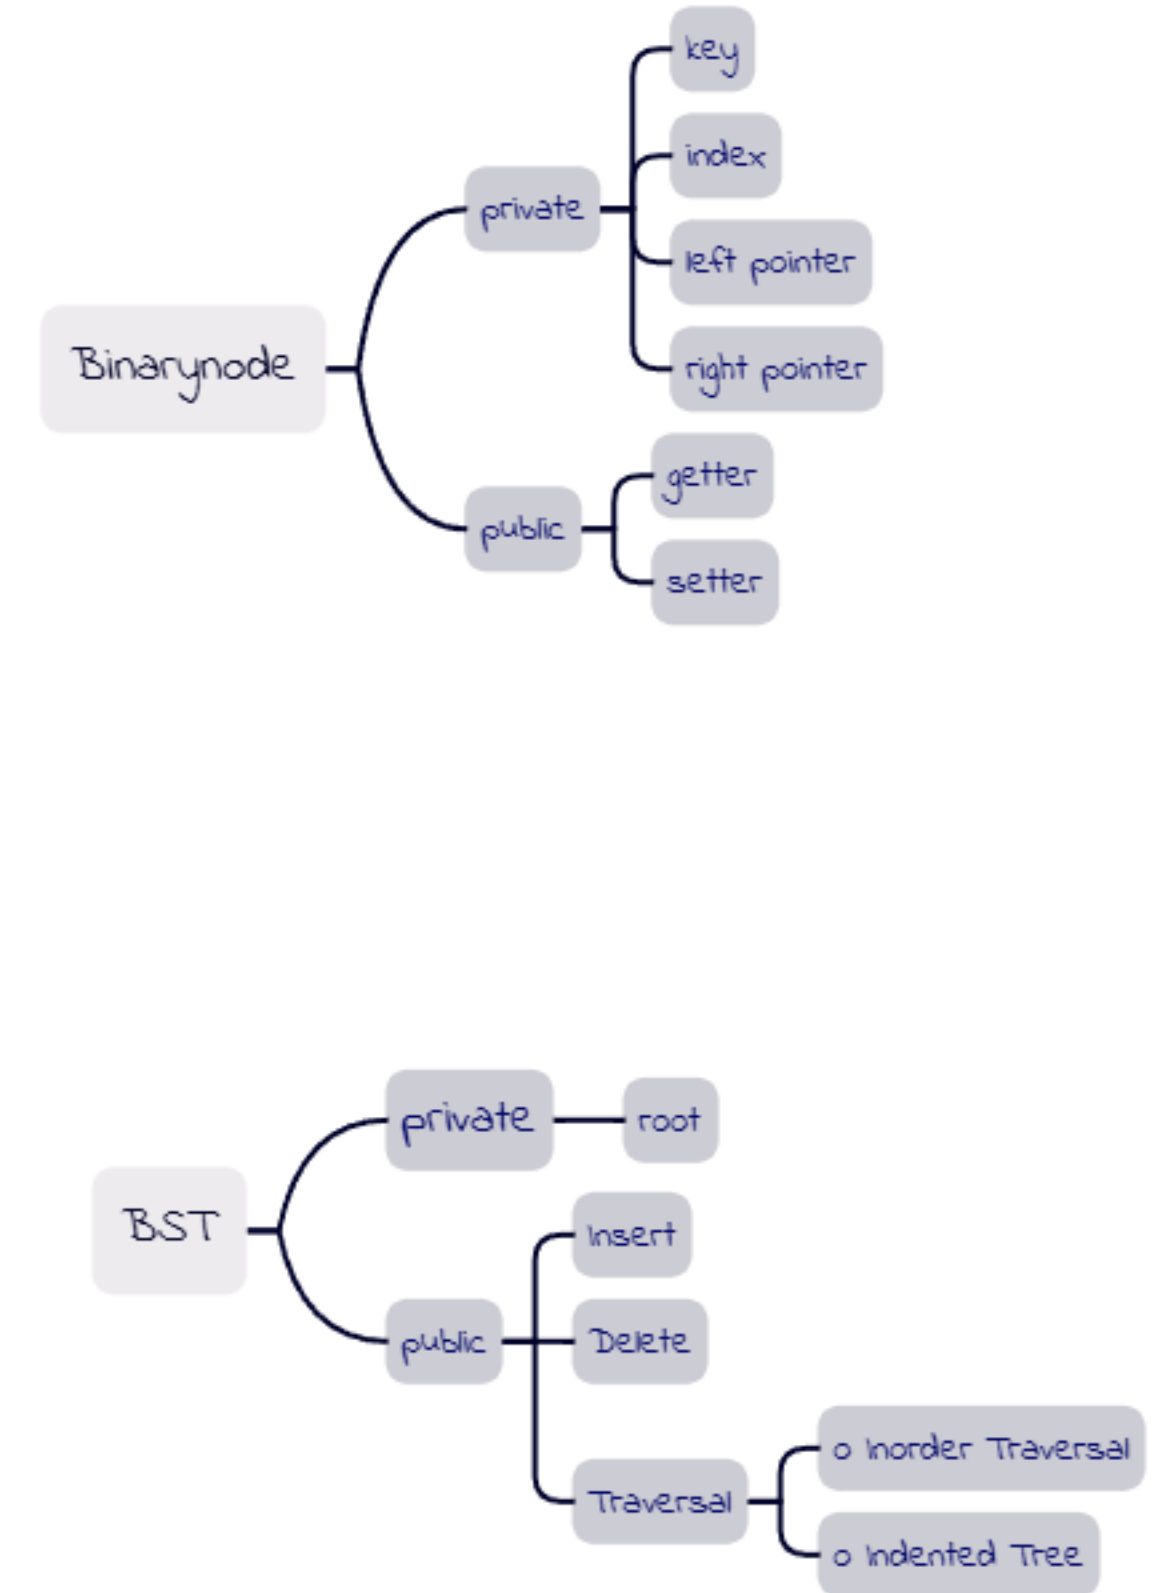 Binarynode
private
key
index
left pointer
right pointer
public
getter
setter
BST
private
root
public
Insert
Delete
Traversal
o Inorder Traversal
o Indented Tree